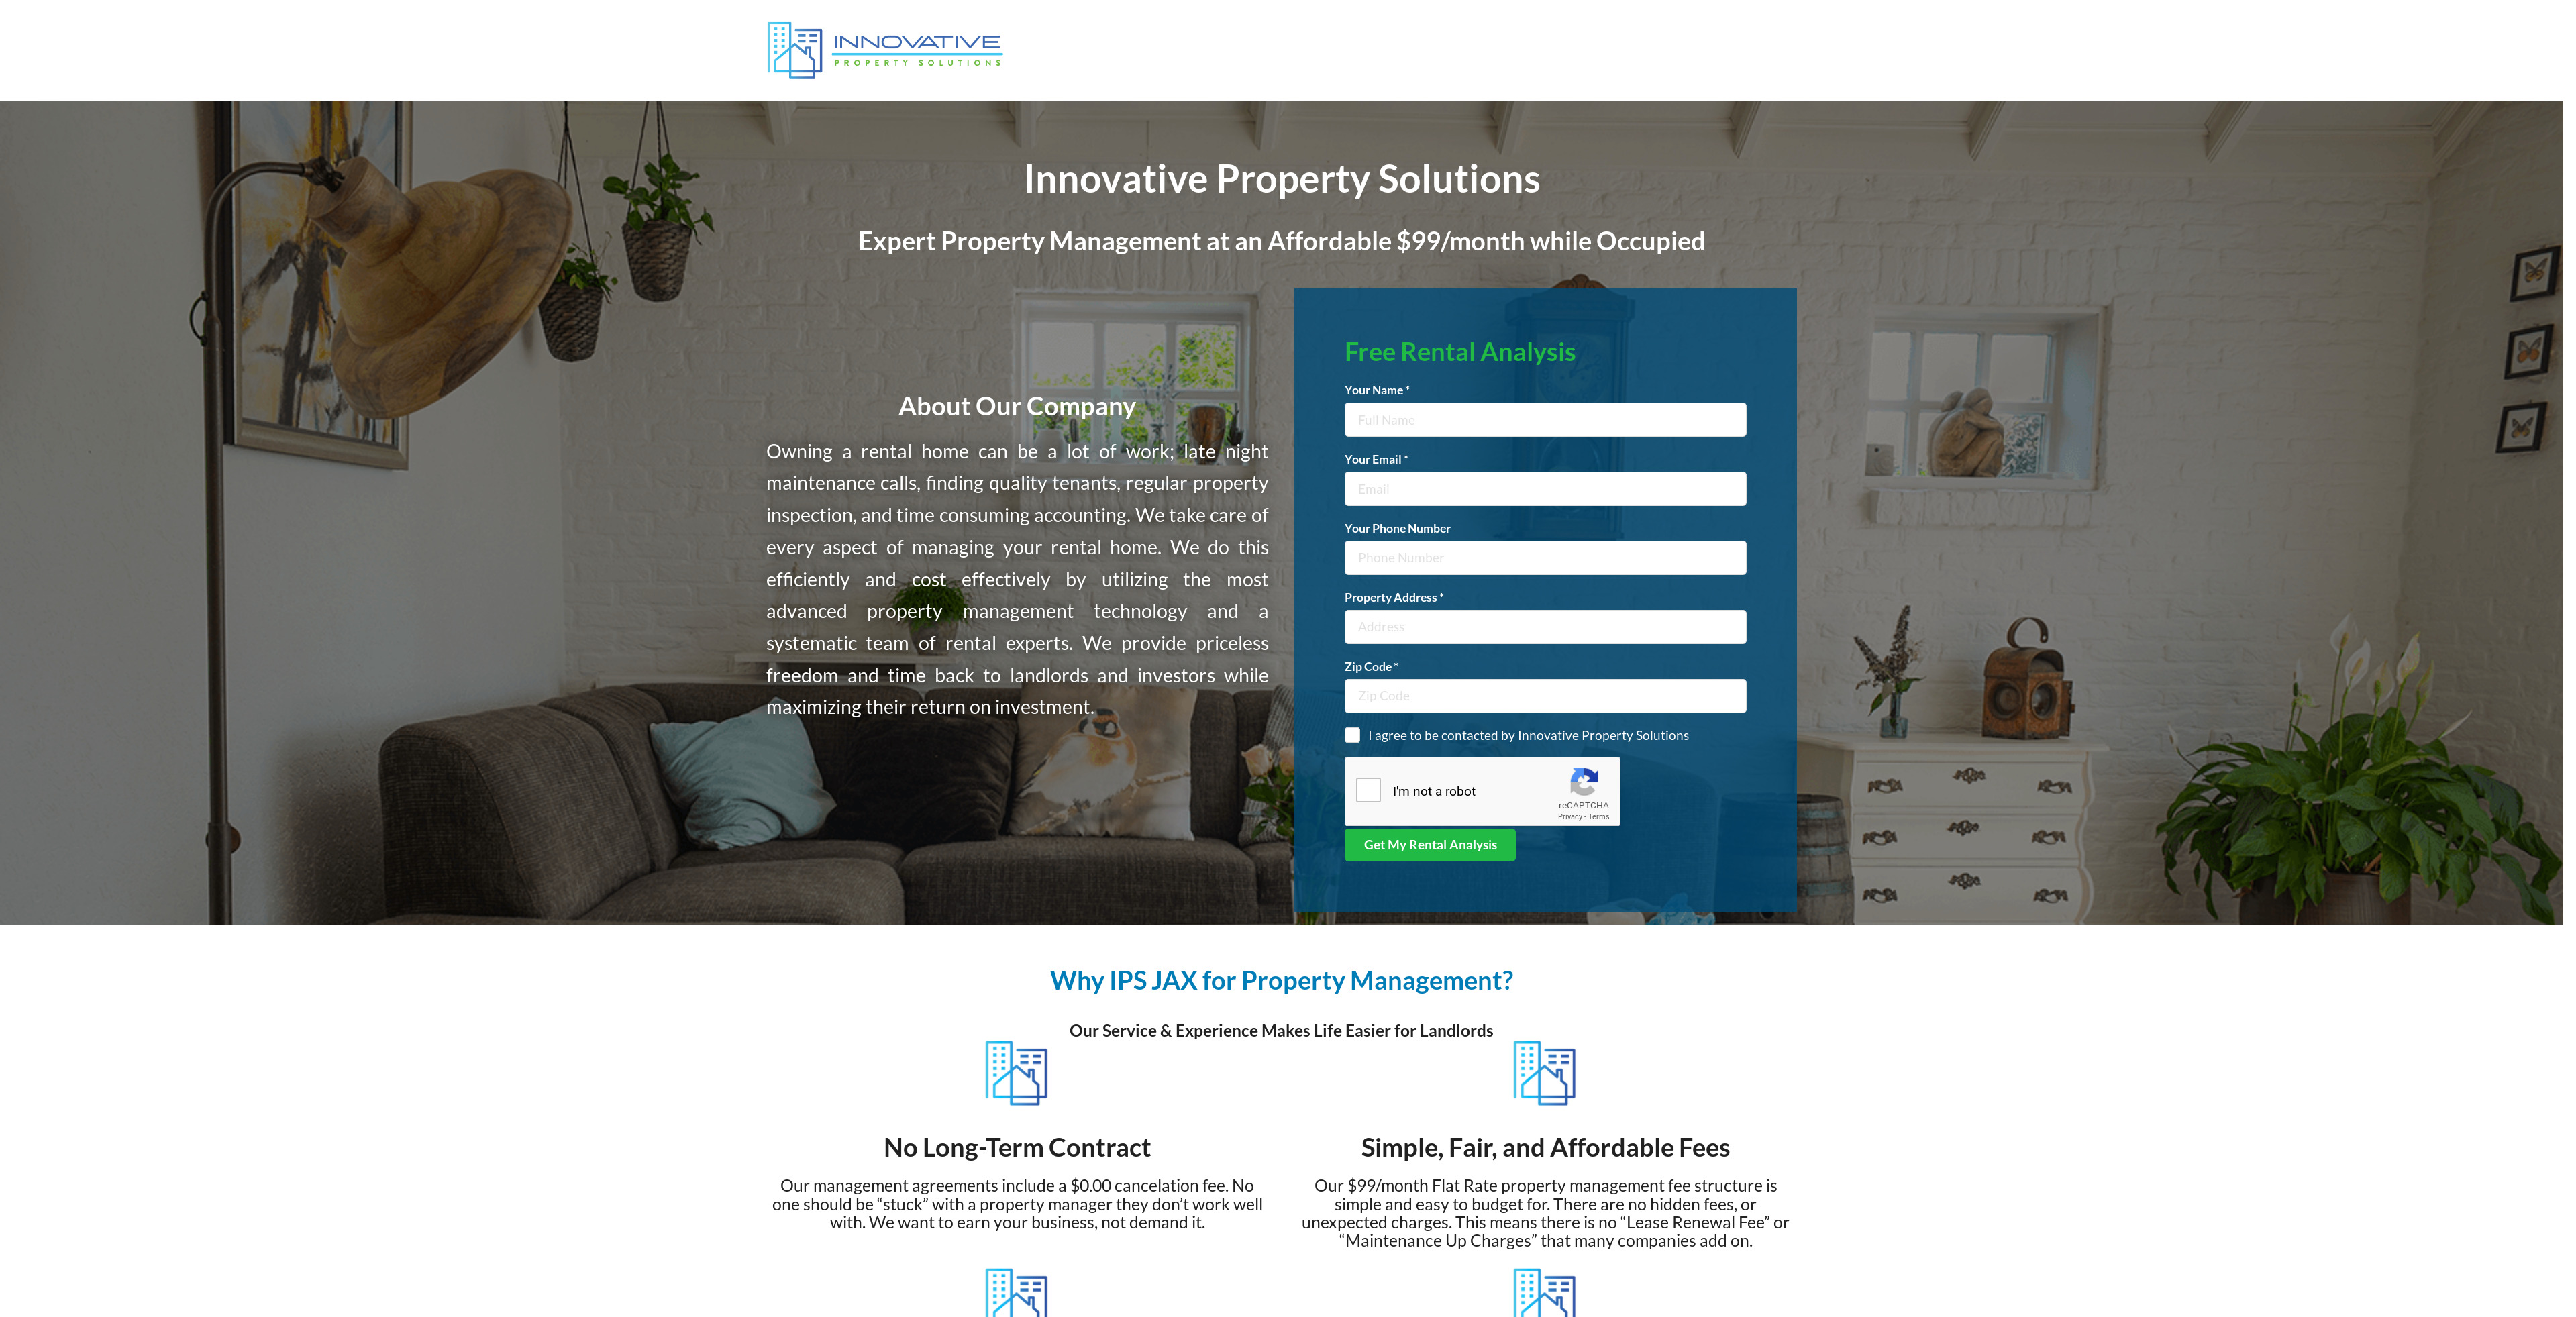 INNOVATIVE
PROPERTY SOLUTIONS
Innovative Property Solutions
Expert Property Management at an Affordable $99/month while Occupied
About Our Company
Owning a rental home can be a lot of work; late night
maintenance calls, finding quality tenants, regular property
inspection, and time consuming accounting. We take care of
every aspect of managing your rental home. We do this
efficiently and cost effectively by utilizing the most
advanced property management technology and a
systematic team of rental experts. We provide priceless
freedom and time back to landlords and investors while
maximizing their return on investment.
Free Rental Analysis
Your Name *
Full Name
Your Email *
Email
Your Phone Number
Phone Number
Property Address *
Address
Zip Code *
Zip Code
I agree to be contacted by Innovative Property Solutions
I'm not a robot
reCAPTCHA
Privacy - Terms
Get My Rental Analysis
Why IPS JAX for Property Management?
Our Service & Experience Makes Life Easier for Landlords
No Long-Term Contract
Our management agreements include a $0.00 cancelation fee. No
one should be “stuck” with a property manager they don’t work well
with. We want to earn your business, not demand it.
Simple, Fair, and Affordable Fees
Our $99/month Flat Rate property management fee structure is
simple and easy to budget for. There are no hidden fees, or
unexpected charges. This means there is no “Lease Renewal Fee” or
“Maintenance Up Charges” that many companies add on.